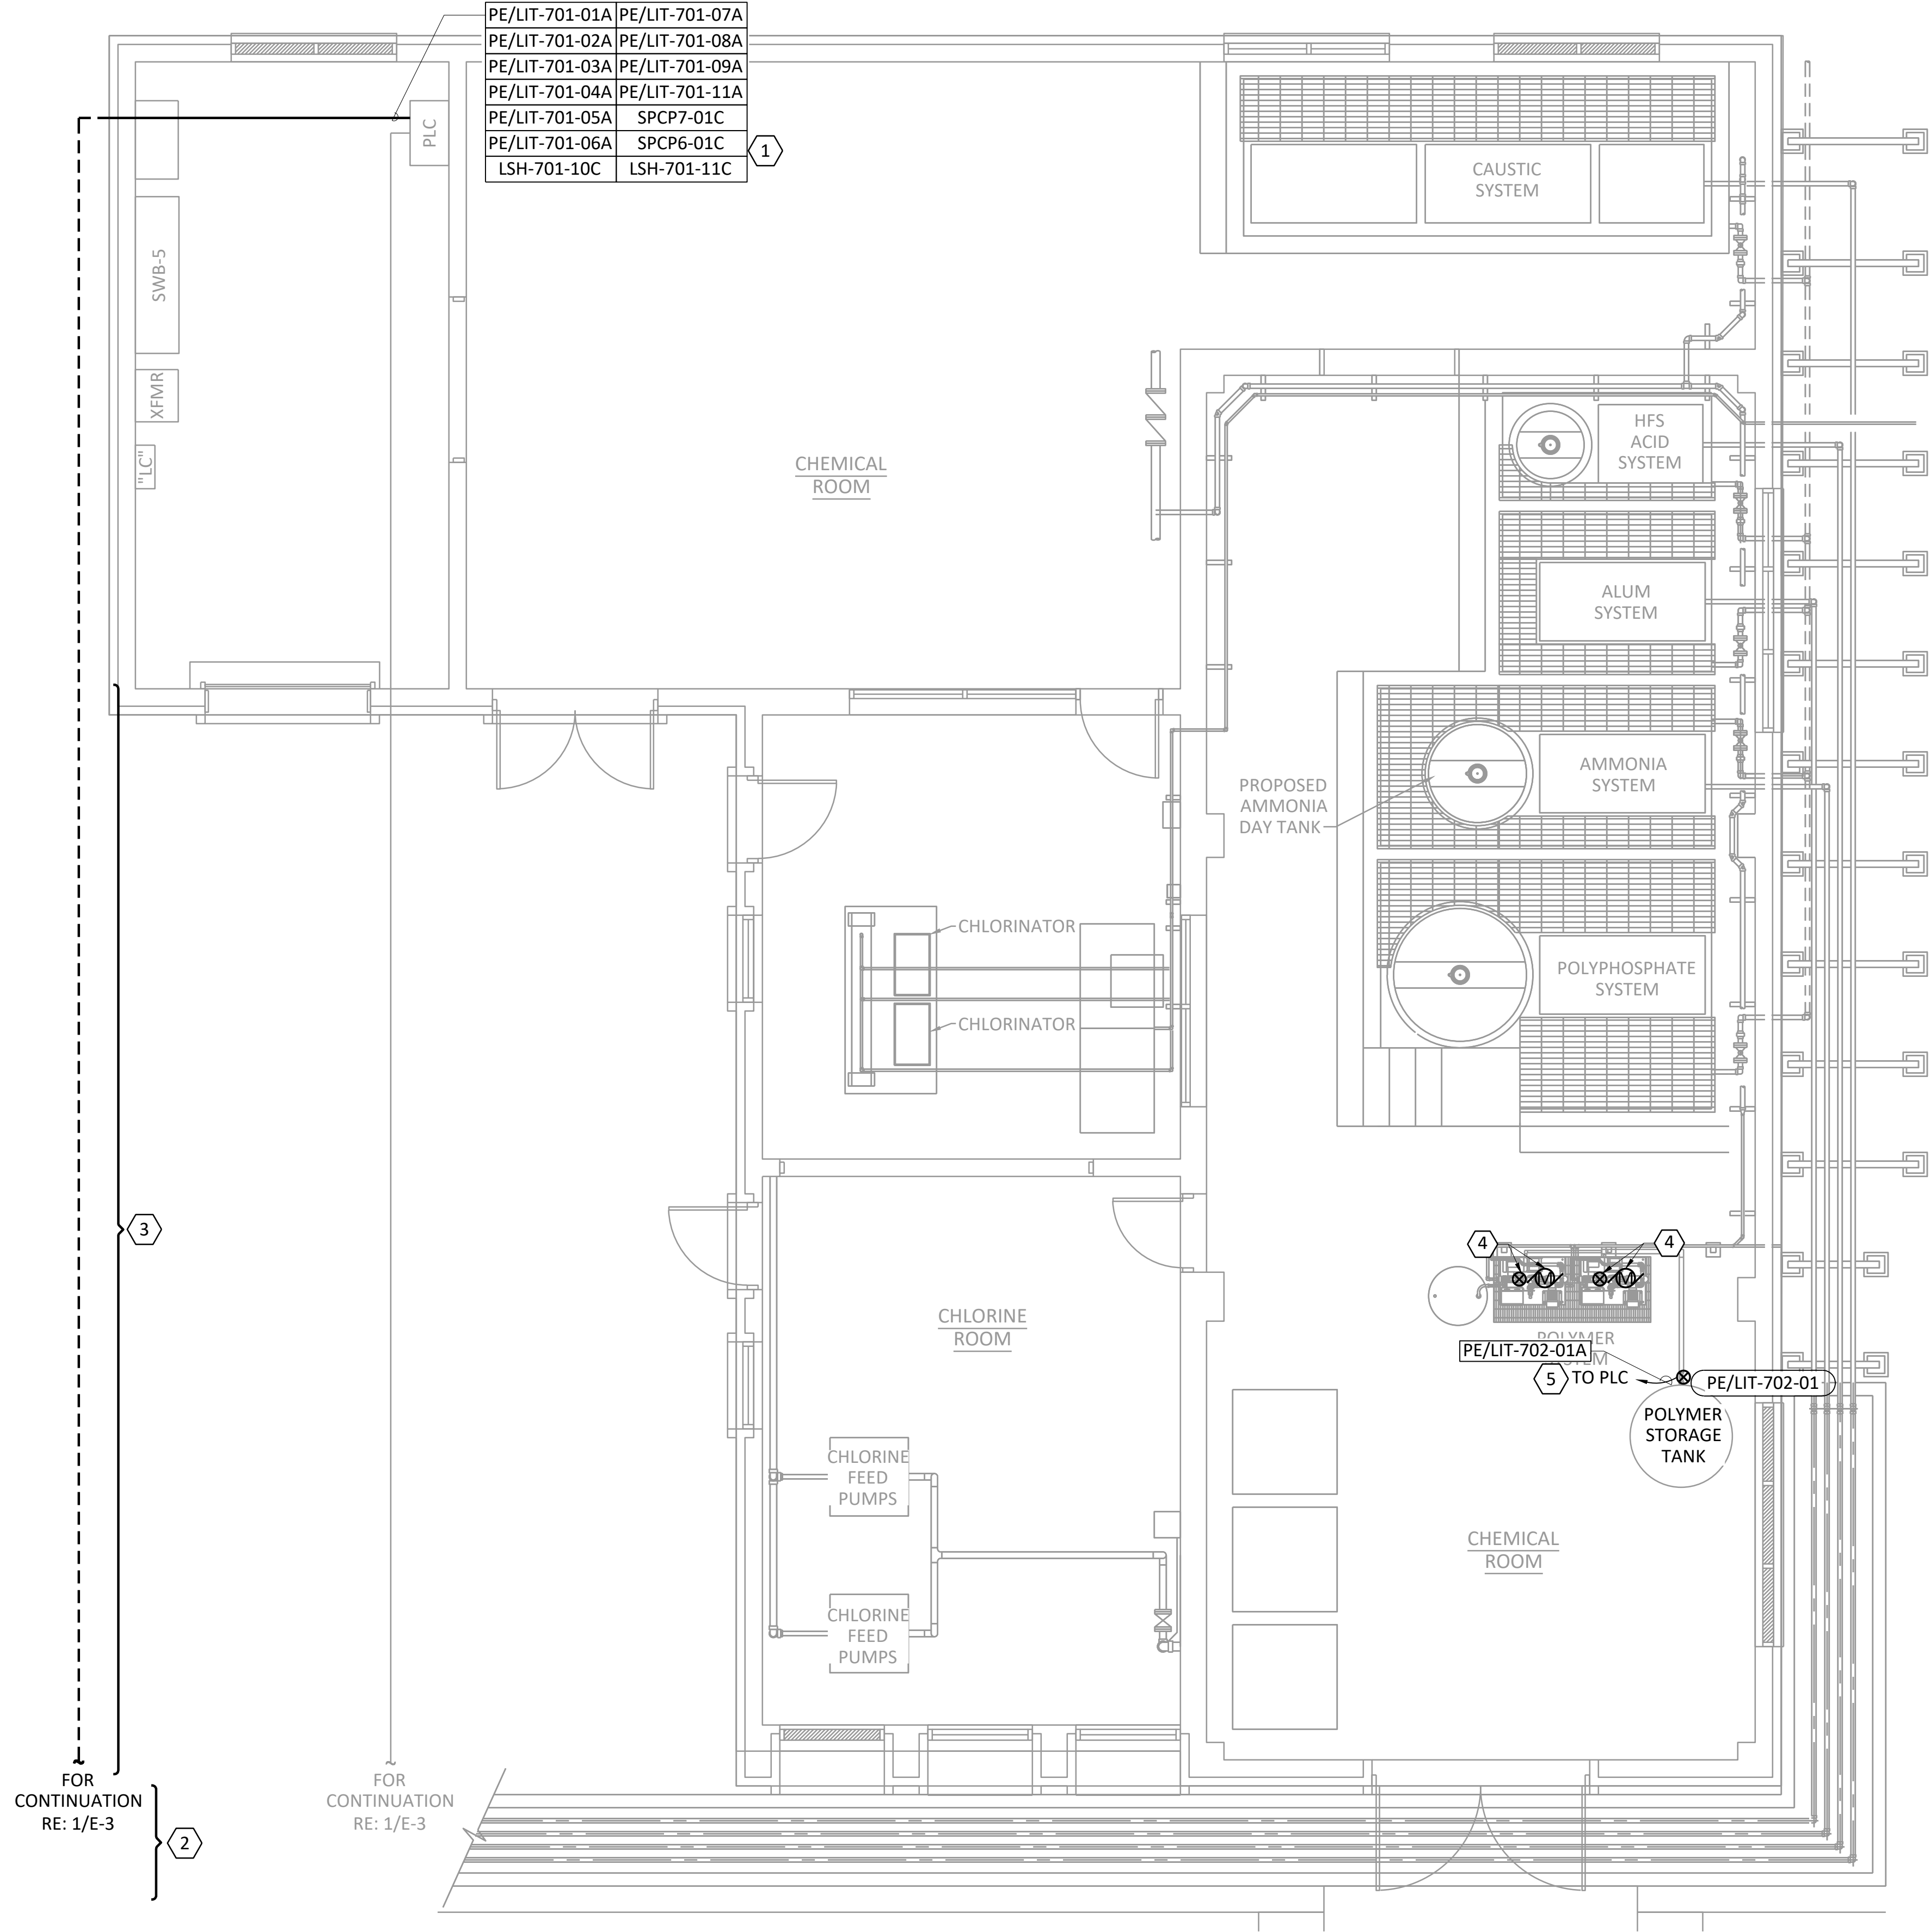 PE/LIT-701-01A PE/LIT-701-07A
PE/LIT-701-02A PE/LIT-701-08A
PE/LIT-701-03A PE/LIT-701-09A
PE/LIT-701-04A PE/LIT-701-11A
PE/LIT-701-05A SPCP7-01C
PE/LIT-701-06A SPCP6-01C
LSH-701-10C LSH-701-11C
1
PLC
SWB-5
XFMR
"LC"
CAUSTIC
SYSTEM
CHEMICAL
ROOM
HFS
ACID
SYSTEM
ALUM
SYSTEM
AMMONIA
SYSTEM
PROPOSED
AMMONIA
DAY TANK
POLYPHOSPHATE
SYSTEM
CHLORINATOR
CHLORINATOR
3
4
4
M
M
CHLORINE
ROOM
POLYMER
SYSTEM
PE/LIT-702-01A
5
TO PLC
PE/LIT-702-01
POLYMER
STORAGE
TANK
CHLORINE
FEED
PUMPS
CHEMICAL
ROOM
CHLORINE
FEED
PUMPS
FOR
CONTINUATION
RE: 1/E-3
2
FOR
CONTINUATION
RE: 1/E-3